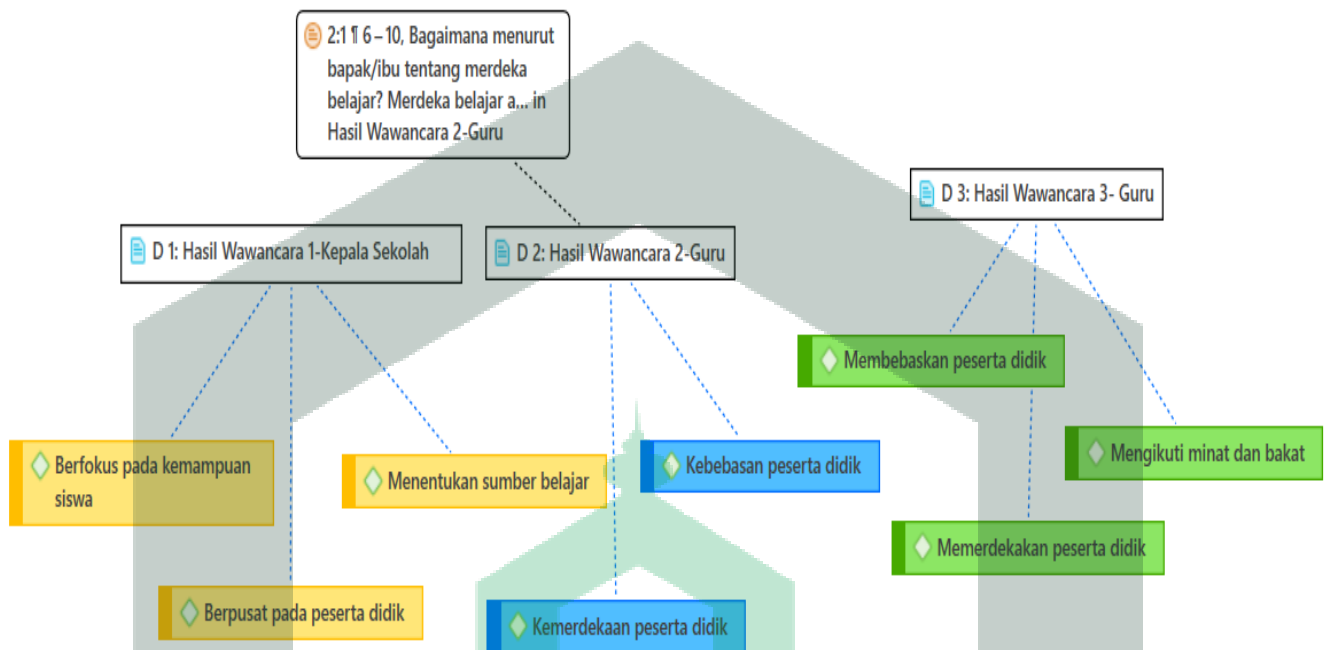 2:1 ¶ 6 – 10, Bagaimana menurut
bapak/ibu tentang merdeka
belajar? Merdeka belajar a... in
Hasil Wawancara 2-Guru
D 3: Hasil Wawancara 3- Guru
D 1: Hasil Wawancara 1-Kepala Sekolah
D 2: Hasil Wawancara 2-Guru
Membebaskan peserta didik
Berfokus pada kemampuan
siswa
Menentukan sumber belajar
Kebebasan peserta didik
Mengikuti minat dan bakat
Memerdekakan peserta didik
Berpusat pada peserta didik
Kemerdekaan peserta didik